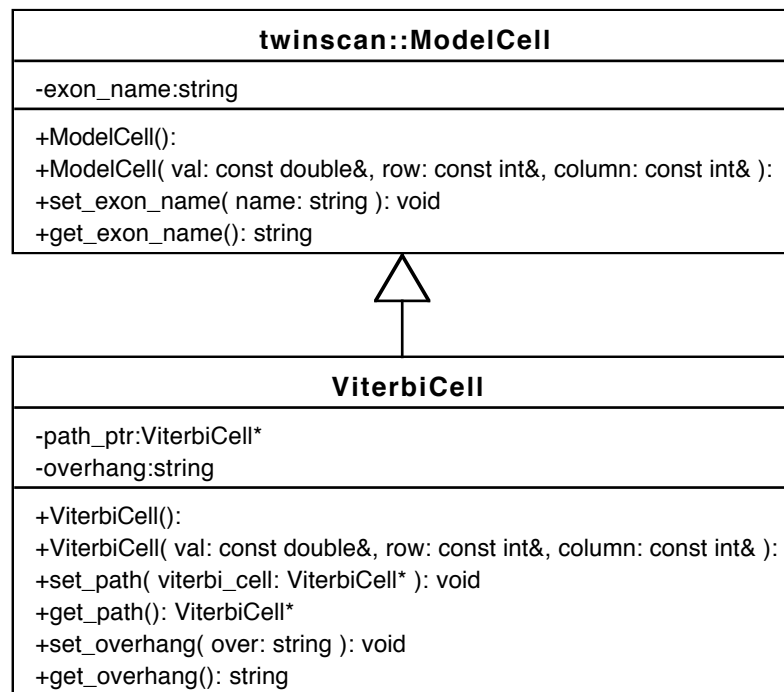 twinscan::ModelCell
-exon_name:string
+ModelCell():
+ModelCell( val: const double&, row: const int&, column: const int& ):
+set_exon_name( name: string ): void
+get_exon_name(): string
ViterbiCell
-path_ptr:ViterbiCell*
-overhang:string
+ViterbiCell():
+ViterbiCell( val: const double&, row: const int&, column: const int& ):
+set_path( viterbi_cell: ViterbiCell* ): void
+get_path(): ViterbiCell*
+set_overhang( over: string ): void
+get_overhang(): string